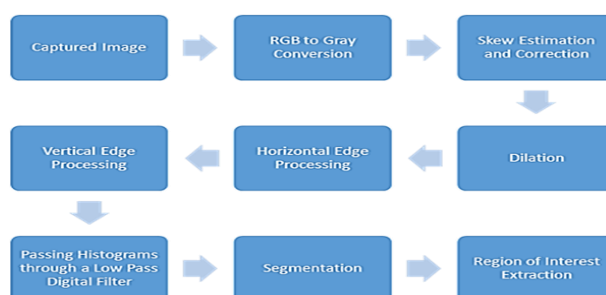 Captured Image
RGB to Gray
Conversion
Skew Estimation
and Correction
Dilation
Horizontal Edge
Processing
Vertical Edge
Processing
Passing Histograms
through a Low Pass
Digital Filter
Segmentation
Region of Interest
Extraction